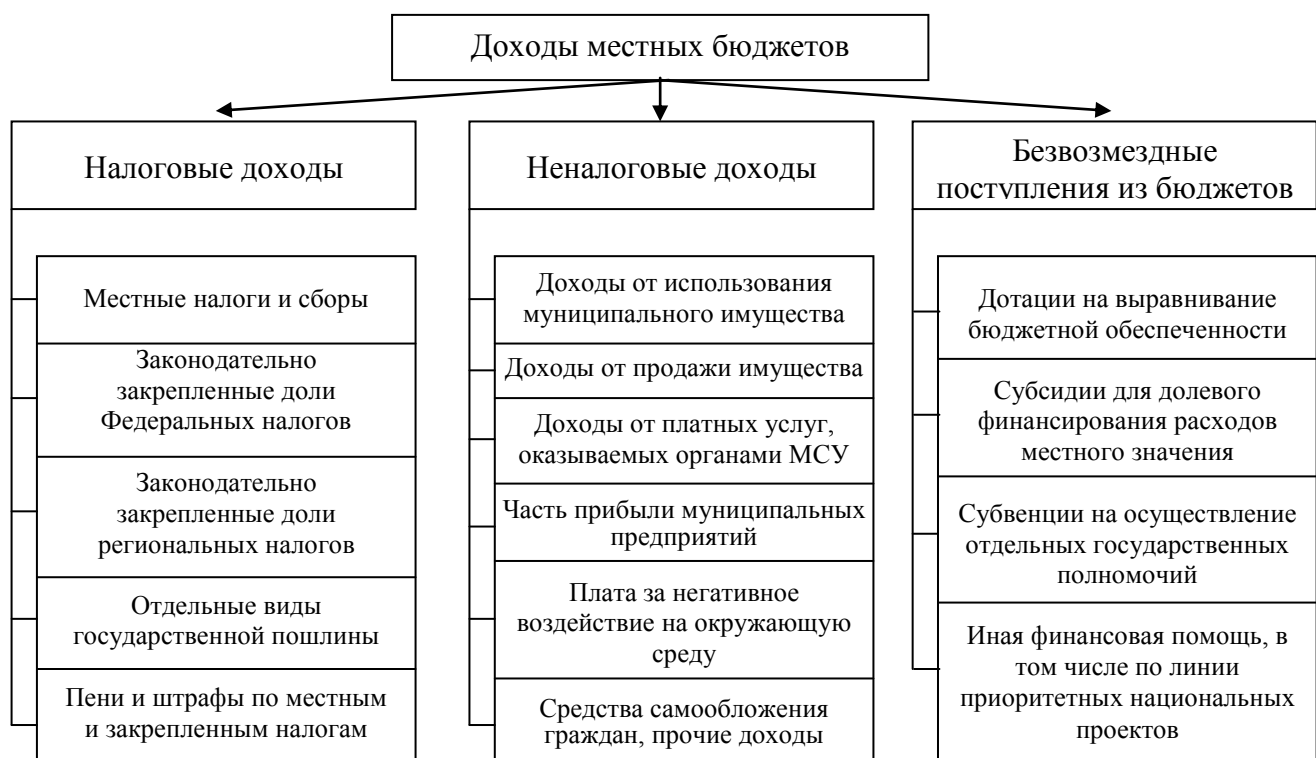 Доходы местных бюджетов
Налоговые доходы
Неналоговые доходы
Безвозмездные
поступления из бюджетов
Местные налоги и сборы
Законодательно
закрепленные доли
Федеральных налогов
Законодательно
закрепленные доли
региональных налогов
Отдельные виды
государственной пошлины
Пени и штрафы по местным
и закрепленным налогам
Доходы от использования
муниципального имущества
Доходы от продажи имущества
Доходы от платных услуг,
оказываемых органами МСУ
Часть прибыли муниципальных
предприятий
Плата за негативное
воздействие на окружающую
среду
Средства самообложения
граждан, прочие доходы
Дотации на выравнивание
бюджетной обеспеченности
Субсидии для долевого
финансирования расходов
местного значения
Субвенции на осуществление
отдельных государственных
полномочий
Иная финансовая помощь, в
том числе по линии
приоритетных национальных
проектов